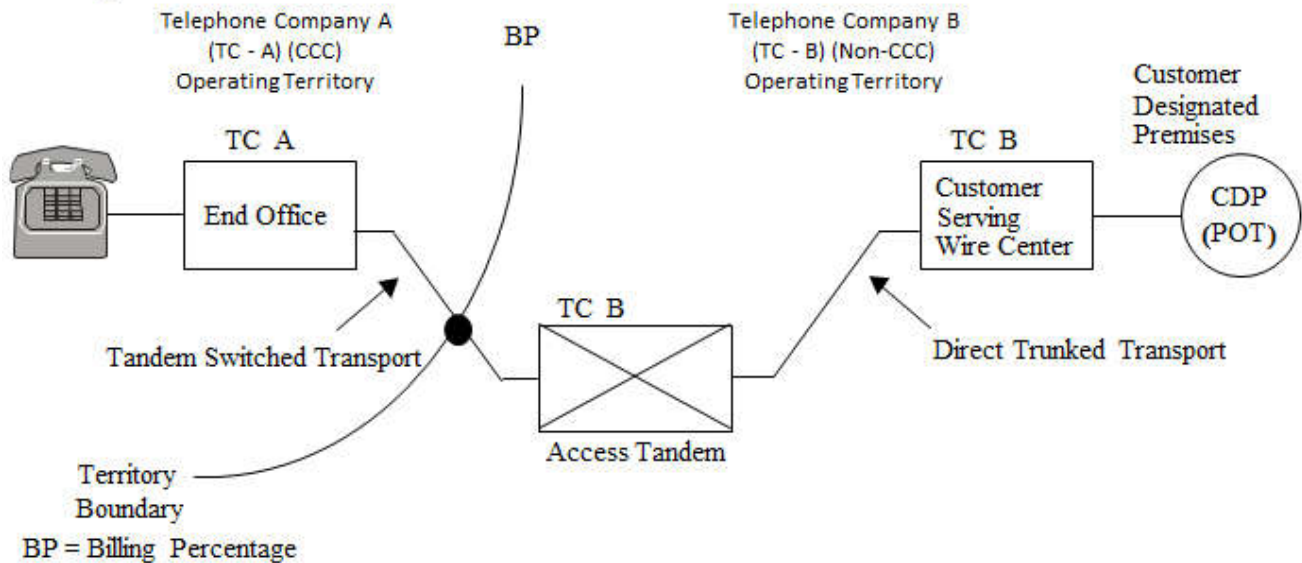 Telephone Company A
(TC - A) (CCC)
Operating Territory
BP
Telephone Company B
(TC - B) (Non-CCC)
Operating Territory
Customer
Designated
Premises
TC A
End Office
TC B
Customer
Serving
Wire Center
CDP
(POT)
Tandem Switched Transport
TC B
Access Tandem
Direct Trunked Transport
Territory
Boundary
BP = Billing Percentage